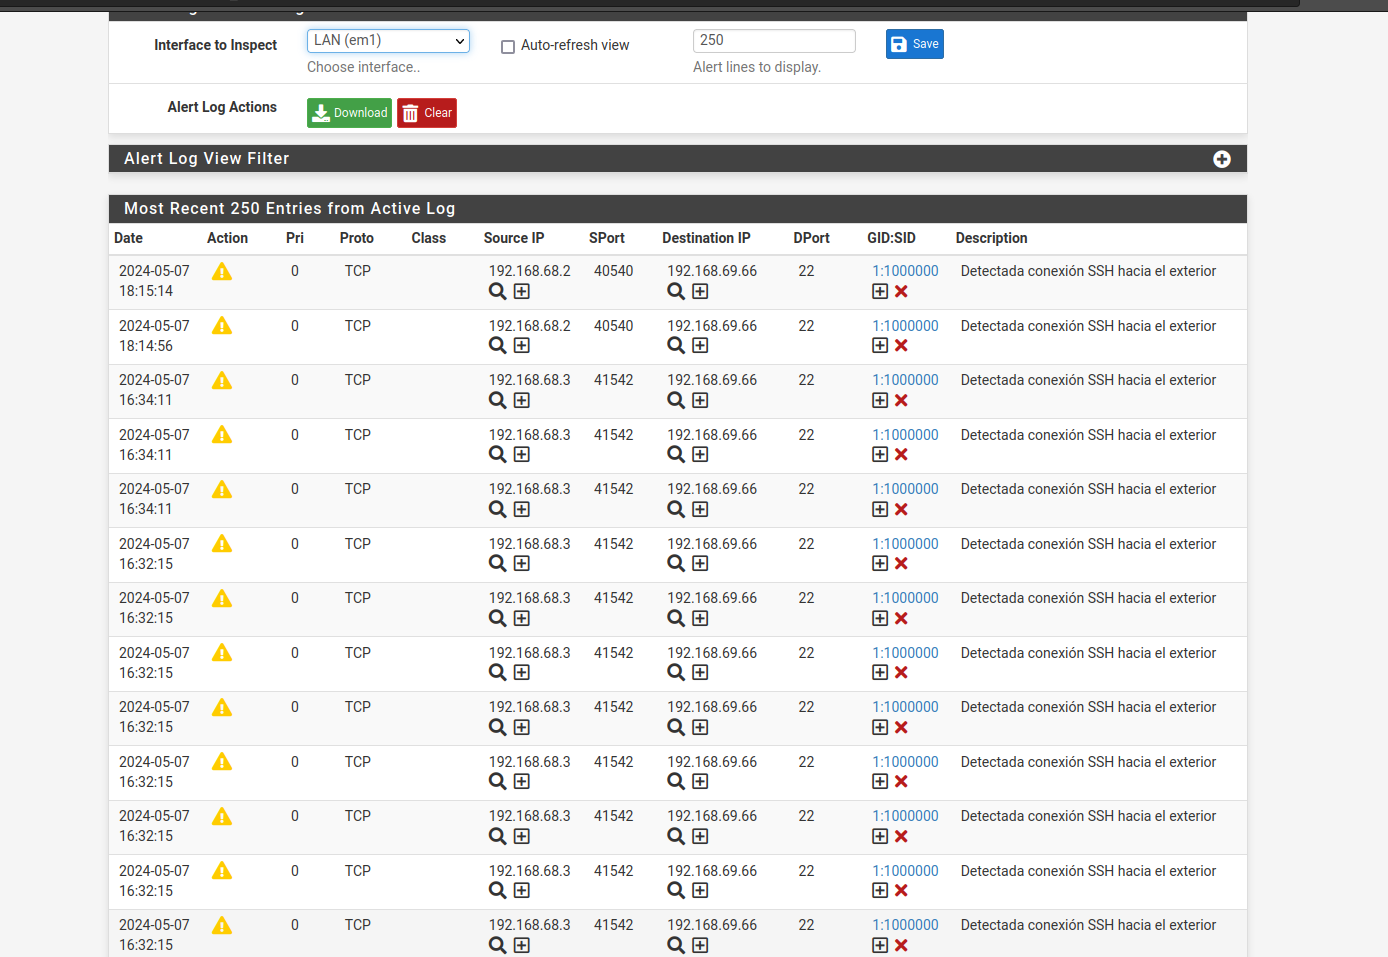 Interface to Inspect LAN (em1) Auto-refresh view 250 Save
Choose interface.. Alert lines to display.
Alert Log Actions Download Clear
Alert Log View Filter
Most Recent 250 Entries from Active Log
Date Action Pri Proto Class Source IP SPort Destination IP DPort GID:SID Description
2024-05-07 0 TCP 192.168.68.2 40540 192.168.69.66 22 1:1000000 Detectada conexión SSH hacia el exterior
18:15:14
2024-05-07 0 TCP 192.168.68.2 40540 192.168.69.66 22 1:1000000 Detectada conexión SSH hacia el exterior
18:14:56
2024-05-07 0 TCP 192.168.68.3 41542 192.168.69.66 22 1:1000000 Detectada conexión SSH hacia el exterior
16:34:11
2024-05-07 0 TCP 192.168.68.3 41542 192.168.69.66 22 1:1000000 Detectada conexión SSH hacia el exterior
16:34:11
2024-05-07 0 TCP 192.168.68.3 41542 192.168.69.66 22 1:1000000 Detectada conexión SSH hacia el exterior
16:34:11
2024-05-07 0 TCP 192.168.68.3 41542 192.168.69.66 22 1:1000000 Detectada conexión SSH hacia el exterior
16:32:15
2024-05-07 0 TCP 192.168.68.3 41542 192.168.69.66 22 1:1000000 Detectada conexión SSH hacia el exterior
16:32:15
2024-05-07 0 TCP 192.168.68.3 41542 192.168.69.66 22 1:1000000 Detectada conexión SSH hacia el exterior
16:32:15
2024-05-07 0 TCP 192.168.68.3 41542 192.168.69.66 22 1:1000000 Detectada conexión SSH hacia el exterior
16:32:15
2024-05-07 0 TCP 192.168.68.3 41542 192.168.69.66 22 1:1000000 Detectada conexión SSH hacia el exterior
16:32:15
2024-05-07 0 TCP 192.168.68.3 41542 192.168.69.66 22 1:1000000 Detectada conexión SSH hacia el exterior
16:32:15
2024-05-07 0 TCP 192.168.68.3 41542 192.168.69.66 22 1:1000000 Detectada conexión SSH hacia el exterior
16:32:15
2024-05-07 0 TCP 192.168.68.3 41542 192.168.69.66 22 1:1000000 Detectada conexión SSH hacia el exterior
16:32:15